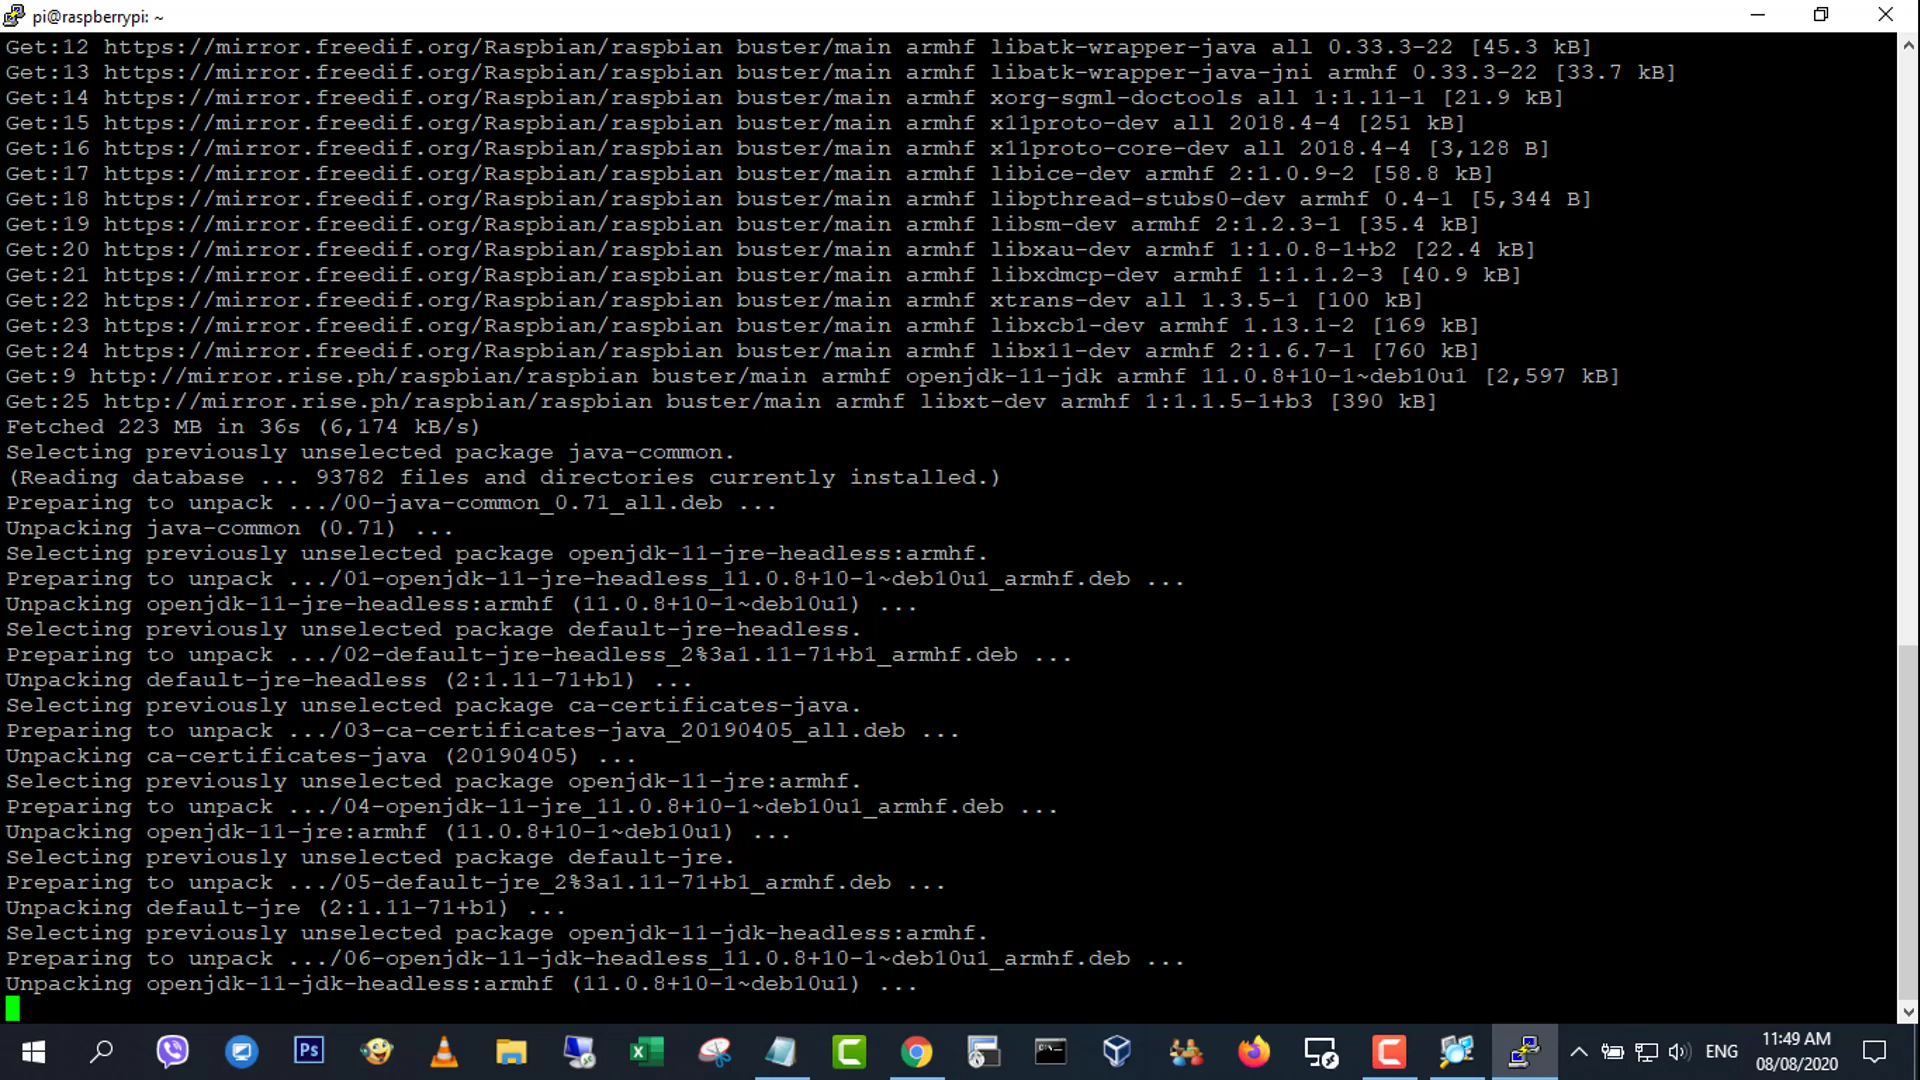 pi@raspberrypi: ~
Get:12 https://mirror.freedif.org/Raspbian/raspbian buster/main armhf libatk-wrapper-java all 0.33.3-22 [45.3 kB]
Get:13 https://mirror.freedif.org/Raspbian/raspbian buster/main armhf libatk-wrapper-java-jni armhf 0.33.3-22 [33.7 kB]
Get:14 https://mirror.freedif.org/Raspbian/raspbian buster/main armhf xorg-sgml-doctools all 1:1.11-1 [21.9 kB]
Get:15 https://mirror.freedif.org/Raspbian/raspbian buster/main armhf x11proto-dev all 2018.4-4 [251 kB]
Get:16 https://mirror.freedif.org/Raspbian/raspbian buster/main armhf x11proto-core-dev all 2018.4-4 [3,128 B]
Get:17 https://mirror.freedif.org/Raspbian/raspbian buster/main armhf libice-dev armhf 2:1.0.9-2 [58.8 kB]
Get:18 https://mirror.freedif.org/Raspbian/raspbian buster/main armhf libpthread-stubs0-dev armhf 0.4-1 [5,344 B]
Get:19 https://mirror.freedif.org/Raspbian/raspbian buster/main armhf libsm-dev armhf 2:1.2.3-1 [35.4 kB]
Get:20 https://mirror.freedif.org/Raspbian/raspbian buster/main armhf libxau-dev armhf 1:1.0.8-1+b2 [22.4 kB]
Get:21 https://mirror.freedif.org/Raspbian/raspbian buster/main armhf libxdmcp-dev armhf 1:1.1.2-3 [40.9 kB]
Get:22 https://mirror.freedif.org/Raspbian/raspbian buster/main armhf xtrans-dev all 1.3.5-1 [100 kB]
Get:23 https://mirror.freedif.org/Raspbian/raspbian buster/main armhf libxcb1-dev armhf 1.13.1-2 [169 kB]
Get:24 https://mirror.freedif.org/Raspbian/raspbian buster/main armhf libx11-dev armhf 2:1.6.7-1 [760 kB]
Get:9 http://mirror.rise.ph/raspbian/raspbian buster/main armhf openjdk-11-jdk armhf 11.0.8+10-1~deb10u1 [2,597 kB]
Get:25 http://mirror.rise.ph/raspbian/raspbian buster/main armhf libxt-dev armhf 1:1.1.5-1+b3 [390 kB]
Fetched 223 MB in 36s (6,174 kB/s)
Selecting previously unselected package java-common.
(Reading database ... 93782 files and directories currently installed.)
Preparing to unpack .../00-java-common_0.71_all.deb ...
Unpacking java-common (0.71) ...
Selecting previously unselected package openjdk-11-jre-headless:armhf.
Preparing to unpack .../01-openjdk-11-jre-headless_11.0.8+10-1~deb10u1_armhf.deb ...
Unpacking openjdk-11-jre-headless:armhf (11.0.8+10-1~deb10u1) ...
Selecting previously unselected package default-jre-headless.
Preparing to unpack .../02-default-jre-headless_2%3a1.11-71+b1_armhf.deb ...
Unpacking default-jre-headless (2:1.11-71+b1) ...
Selecting previously unselected package ca-certificates-java.
Preparing to unpack .../03-ca-certificates-java_20190405_all.deb ...
Unpacking ca-certificates-java (20190405) ...
Selecting previously unselected package openjdk-11-jre:armhf.
Preparing to unpack .../04-openjdk-11-jre_11.0.8+10-1~deb10u1_armhf.deb ...
Unpacking openjdk-11-jre:armhf (11.0.8+10-1~deb10u1) ...
Selecting previously unselected package default-jre.
Preparing to unpack .../05-default-jre_2%3a1.11-71+b1_armhf.deb ...
Unpacking default-jre (2:1.11-71+b1) ...
Selecting previously unselected package openjdk-11-jdk-headless:armhf.
Preparing to unpack .../06-openjdk-11-jdk-headless_11.0.8+10-1~deb10u1_armhf.deb ...
Unpacking openjdk-11-jdk-headless:armhf (11.0.8+10-1~deb10u1) ...
Ps
ENG
11:49 AM
08/08/2020